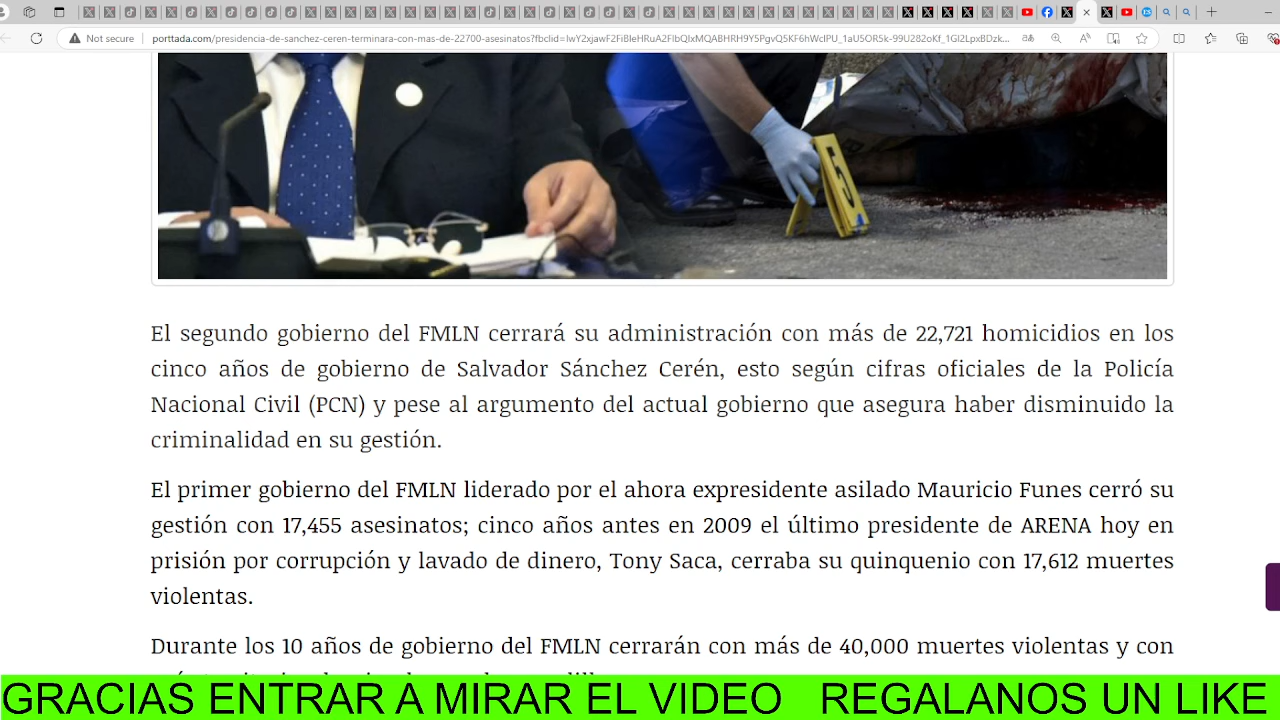 Not secure
porttada.com/presidencia-de-sanchez-ceren-terminara-con-mas-de-22700-asesinatos?fbclid=
5
El segundo gobierno del FMLN cerrará su administración con más de 22,721 homicidios en los
cinco años de gobierno de Salvador Sánchez Cerén, esto según cifras oficiales de la Policía
Nacional Civil (PCN) y pese al argumento del actual gobierno que asegura haber disminuido la
criminalidad en su gestión.
El primer gobierno del FMLN liderado por el ahora expresidente asilado Mauricio Funes cerró su
gestión con 17,455 asesinatos; cinco años antes en 2009 el último presidente de ARENA hoy en
prisión por corrupción y lavado de dinero, Tony Saca, cerraba su quinquenio con 17,612 muertes
violentas.
Durante los 10 años de gobierno del FMLN cerrarán con más de 40,000 muertes violentas y con
GRACIAS ENTRAR A MIRAR EL VIDEO REGALANOS UN LIKE